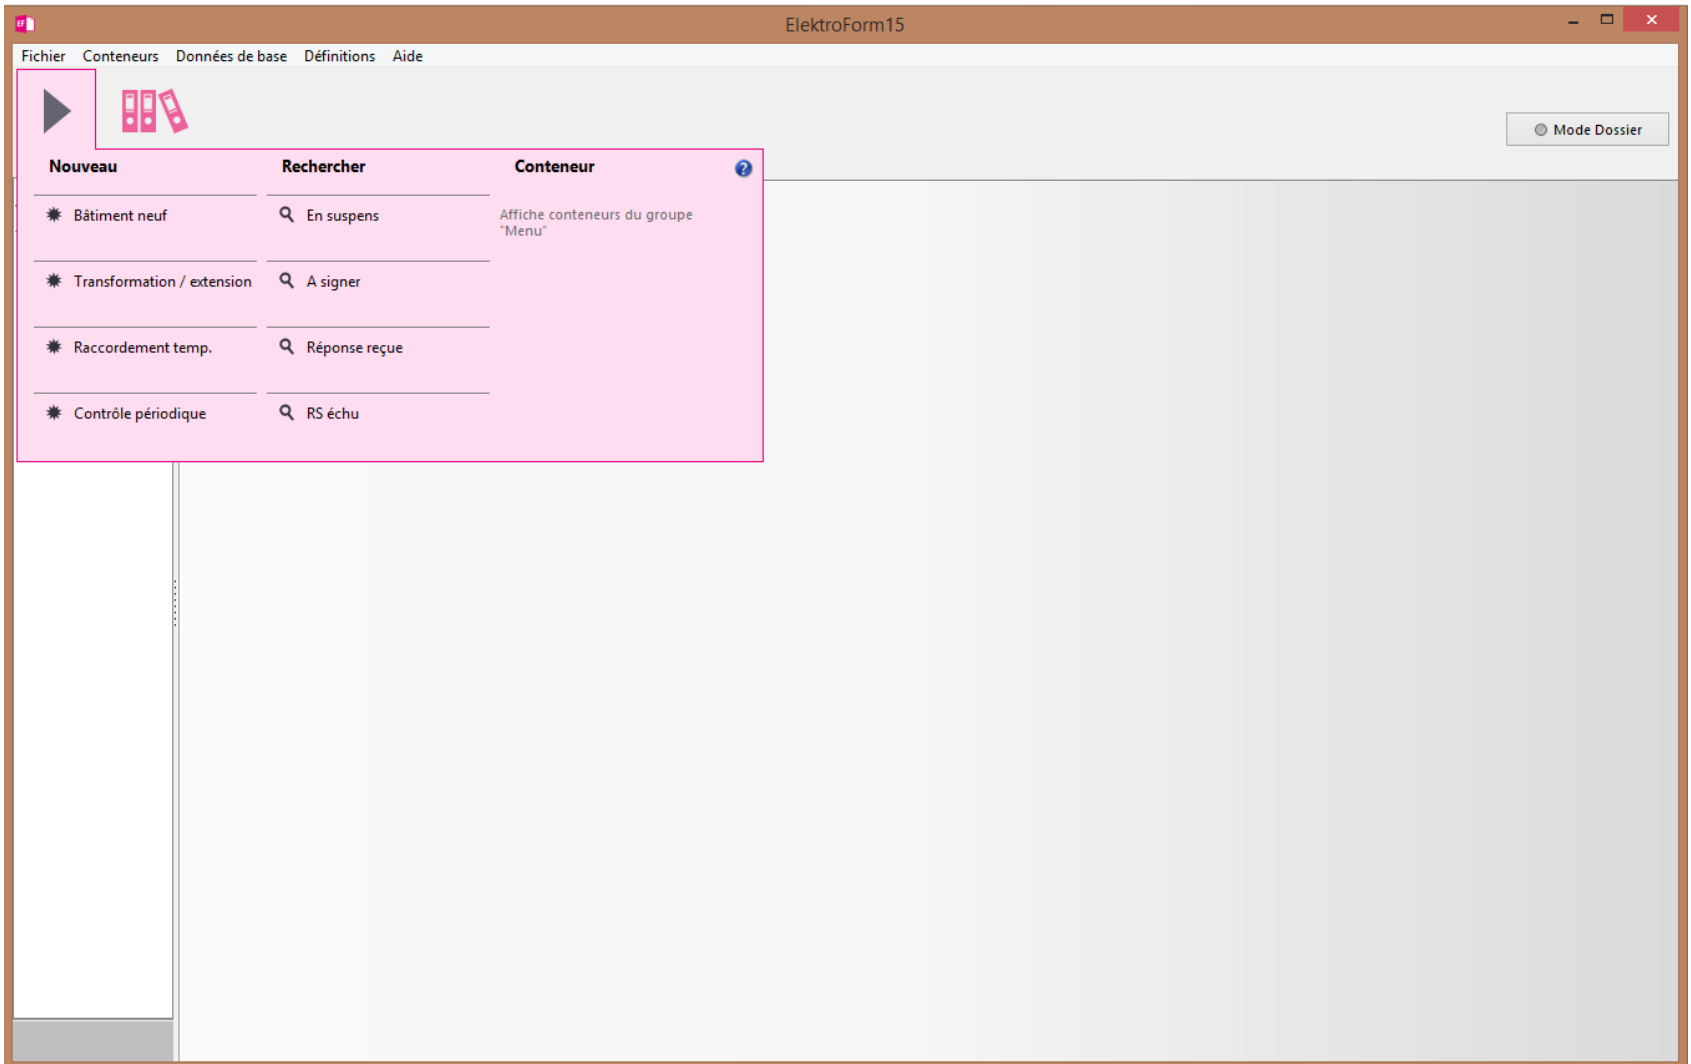 EF
ElektroForm15
Fichier Conteneurs Données de base Définitions Aide
Mode Dossier
Nouveau Rechercher Conteneur
Bâtiment neuf En suspens Affiche conteneurs du groupe
"Menu"
Transformation / extension A signer
Raccordement temp. Réponse reçue
Contrôle périodique RS échu